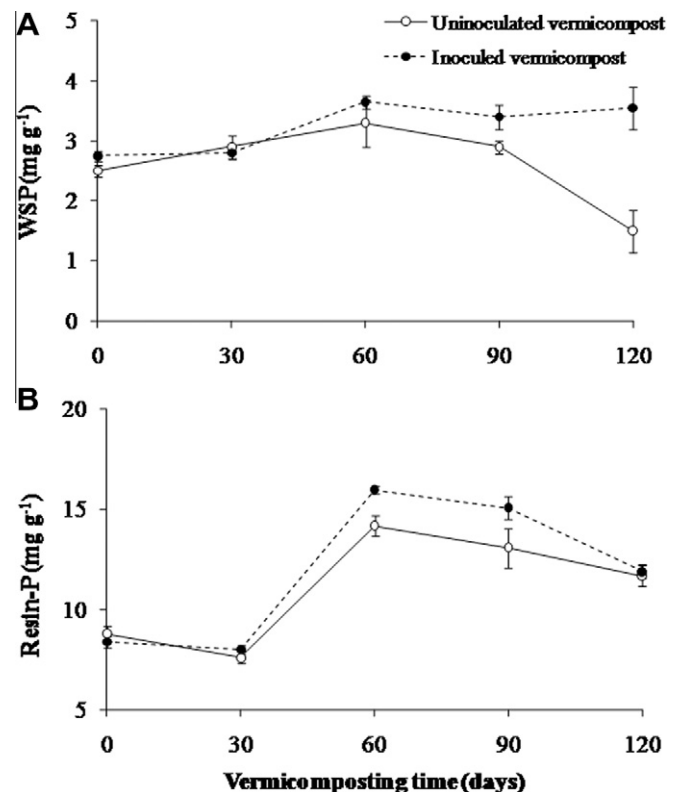 A
5
4
3
2
1
0
WSP(mg g-1)
Uninoculated vermicompost
Inoculed vermicompost
0 30 60 90 120
B
20
15
10
5
Resin-P(mg g-1)
0 30 60 90 120
Vermicomposting time(days)